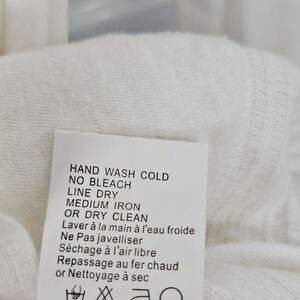 HAND WASH COLD
NO BLEACH
LINE DRY
MEDIUM IRON
OR DRY CLEAN
Laver à la main à l'eau froide
Ne Pas javelliser
Séchage à l'air libre
Repassage au fer chaud
or Nettoyage à sec